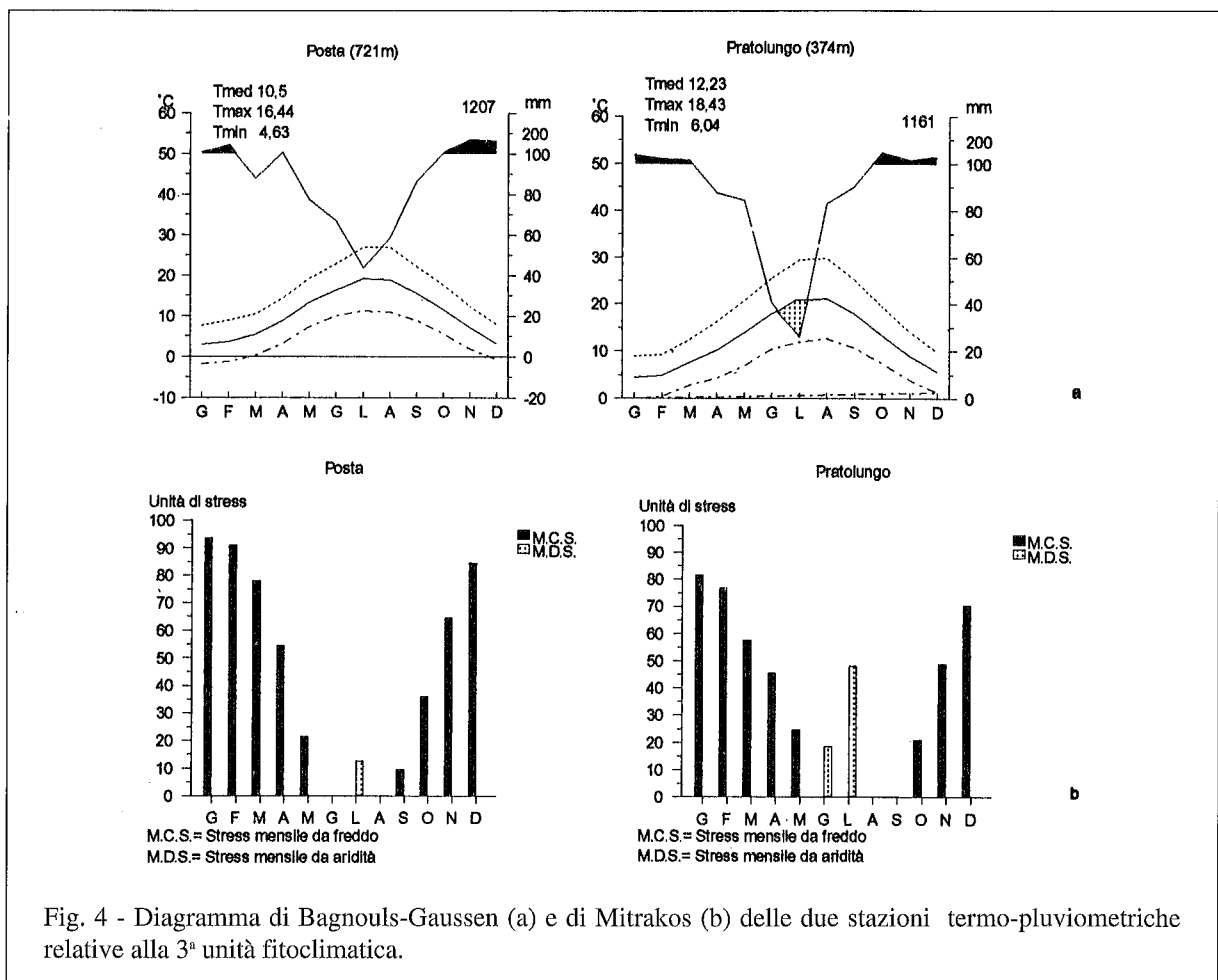 Posta (721m)
°C
Tmed 10,5
Tmax 16,44
Tmin 4,63
1207
mm
60
50
40
30
20
10
0
-10
200
100
80
60
40
20
0
-20
G F M A M G L A S O N D
Pratolungo (374m)
°C
Tmed 12,23
Tmax 18,43
Tmin 6,04
1161
mm
60
50
40
30
20
10
0
200
100
80
60
40
20
0
G F M A M G L A S O N D
a
Posta
Unità di stress
100
90
80
70
60
50
40
30
20
10
0
M.C.S.
M.D.S.
G F M A M G L A S O N D
M.C.S.= Stress mensile da freddo
M.D.S.= Stress mensile da aridità
Pratolungo
Unità di stress
100
90
80
70
60
50
40
30
20
10
0
M.C.S.
M.D.S.
G F M A M G L A S O N D
M.C.S.= Stress mensile da freddo
M.D.S.= Stress mensile da aridità
b
Fig. 4 - Diagramma di Bagnouls-Gaussen (a) e di Mitrakos (b) delle due stazioni termo-pluviometriche
relative alla 3ª unità fitoclimatica.